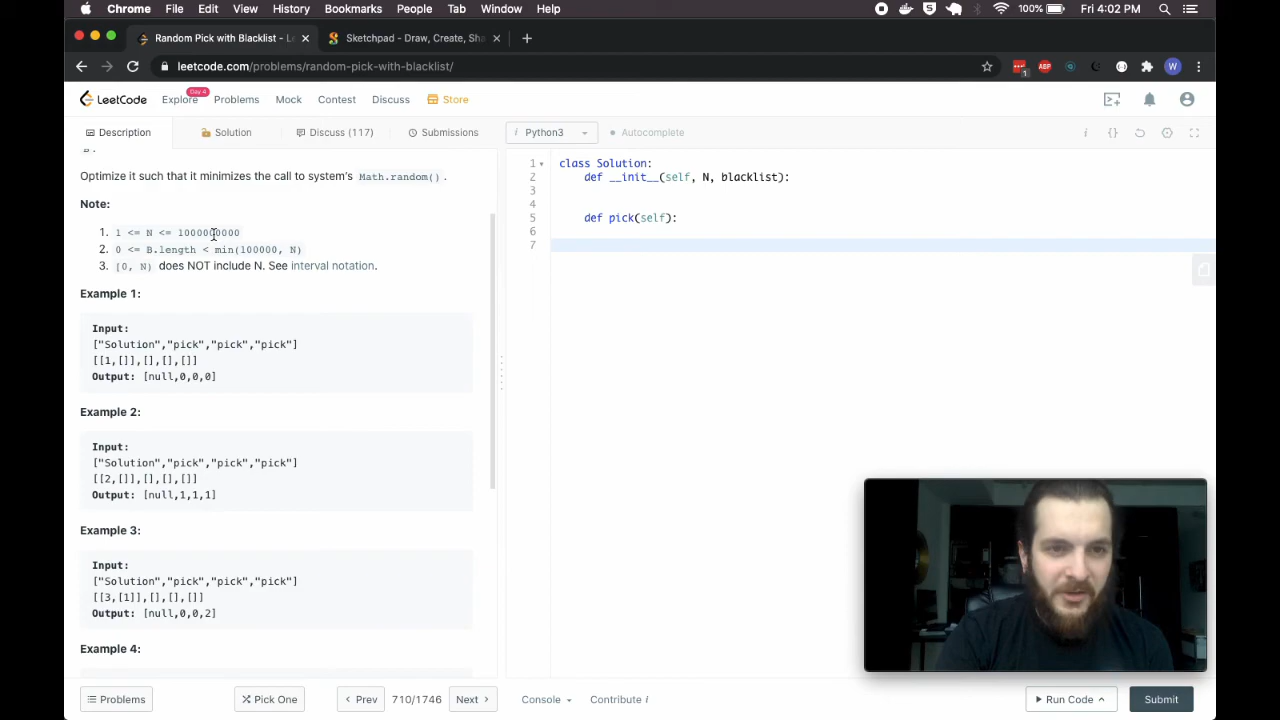 Chrome File Edit View History Bookmarks People Tab Window Help 100% Fri 4:02 PM
Random Pick with Blacklist - Le Sketchpad - Draw, Create, Sha
leetcode.com/problems/random-pick-with-blacklist/
LeetCode Explore Day 4 Problems Mock Contest Discuss Store
Description Solution Discuss (117) Submissions Python3 Autocomplete
B.
Optimize it such that it minimizes the call to system's Math.random().
Note:
1. 1 <= N <= 1000000000
2. 0 <= B.length < min(100000, N)
3. [0, N) does NOT include N. See interval notation.
Example 1:
Input:
["Solution","pick","pick","pick"]
[[1,[]],[],[],[]]
Output: [null,0,0,0]
Example 2:
Input:
["Solution","pick","pick","pick"]
[[2,[]],[],[],[]]
Output: [null,1,1,1]
Example 3:
Input:
["Solution","pick","pick","pick"]
[[3,[1]],[],[],[]]
Output: [null,0,0,2]
Example 4:
1 class Solution:
2 def __init__(self, N, blacklist):
3
4
5 def pick(self):
6
7
Problems Pick One Prev 710/1746 Next Console Contribute i Run Code Submit